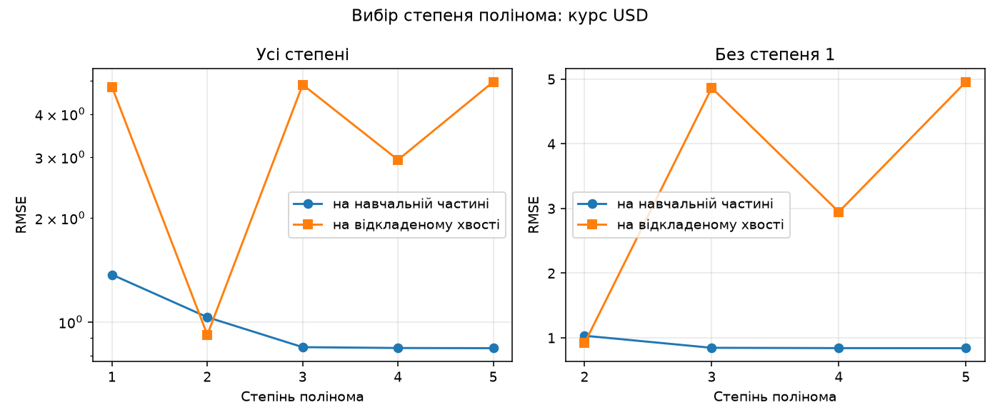 Вибір степеня полінома: курс USD
Усі степені
RMSE
4 × 10⁰
3 × 10⁰
2 × 10⁰
10⁰
на навчальній частині
на відкладеному хвості
1 2 3 4 5
Степінь полінома
Без степеня 1
RMSE
5
4
3
2
1
на навчальній частині
на відкладеному хвості
2 3 4 5
Степінь полінома